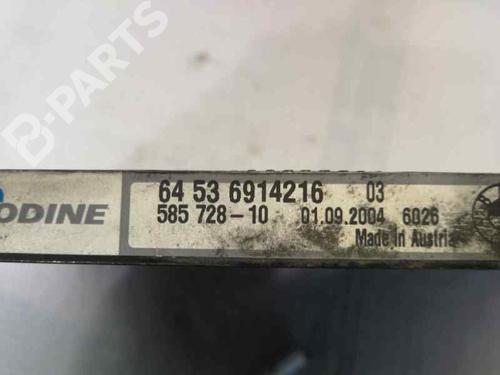 B-PARTS
64 53 6914216 03
ODINE 585 728-10 01.09.2004 6026
Made in Austria